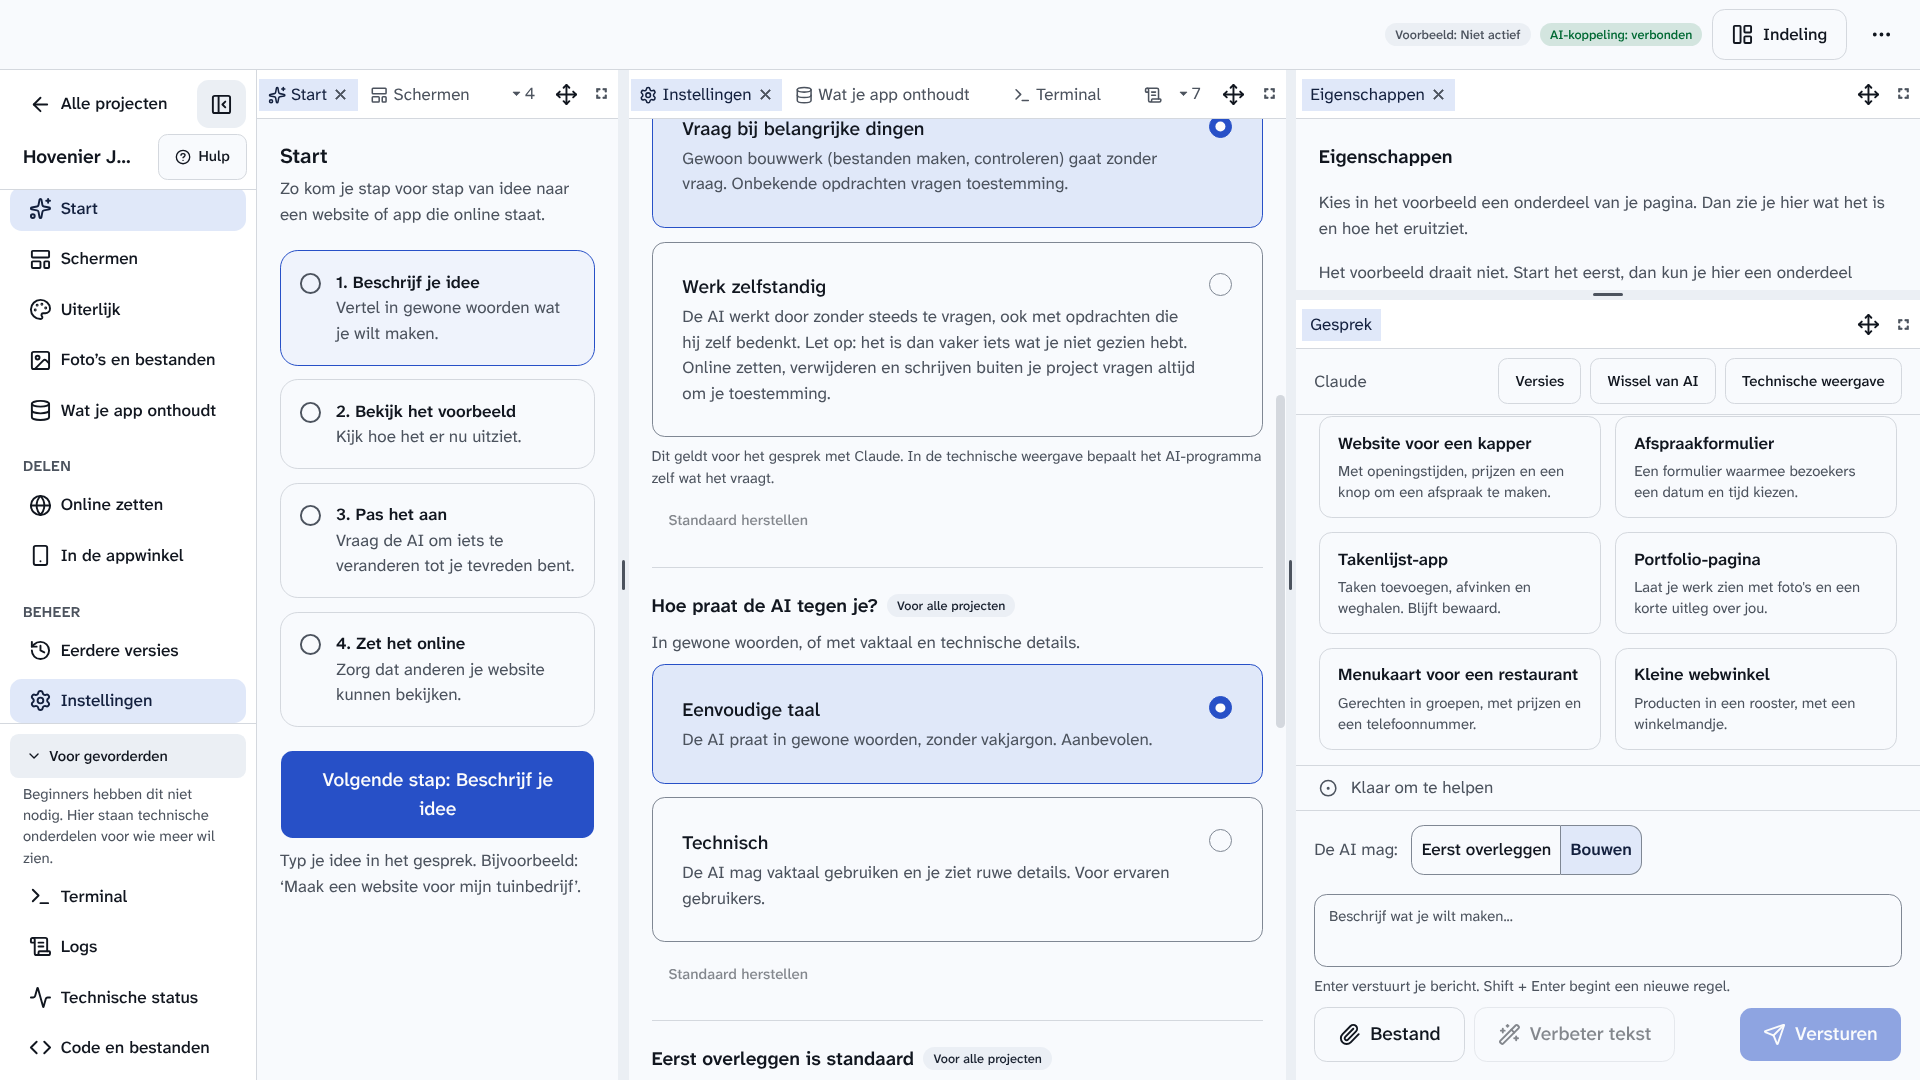 Voorbeeld: Niet actief
AI-koppeling: verbonden
Indeling
Alle projecten
Hovenier J...
Hulp
Start
Schermen
Uiterlijk
Foto's en bestanden
Wat je app onthoudt
DELEN
Online zetten
In de appwinkel
BEHEER
Eerdere versies
Instellingen
Voor gevorderden
Beginners hebben dit niet
nodig. Hier staan technische
onderdelen voor wie meer wil
zien.
Terminal
Logs
Technische status
Code en bestanden
Start
Schermen
4
Start
Zo kom je stap voor stap van idee naar
een website of app die online staat.
1. Beschrijf je idee
Vertel in gewone woorden wat
je wilt maken.
2. Bekijk het voorbeeld
Kijk hoe het er nu uitziet.
3. Pas het aan
Vraag de AI om iets te
veranderen tot je tevreden bent.
4. Zet het online
Zorg dat anderen je website
kunnen bekijken.
Volgende stap: Beschrijf je
idee
Typ je idee in het gesprek. Bijvoorbeeld:
‘Maak een website voor mijn tuinbedrijf’.
Instellingen
Wat je app onthoudt
Terminal
7
Vraag bij belangrijke dingen
Gewoon bouwwerk (bestanden maken, controleren) gaat zonder
vraag. Onbekende opdrachten vragen toestemming.
Werk zelfstandig
De AI werkt door zonder steeds te vragen, ook met opdrachten die
hij zelf bedenkt. Let op: het is dan vaker iets wat je niet gezien hebt.
Online zetten, verwijderen en schrijven buiten je project vragen altijd
om je toestemming.
Dit geldt voor het gesprek met Claude. In de technische weergave bepaalt het AI-programma
zelf wat het vraagt.
Standaard herstellen
Hoe praat de AI tegen je?
Voor alle projecten
In gewone woorden, of met vaktaal en technische details.
Eenvoudige taal
De AI praat in gewone woorden, zonder vakjargon. Aanbevolen.
Technisch
De AI mag vaktaal gebruiken en je ziet ruwe details. Voor ervaren
gebruikers.
Standaard herstellen
Eerst overleggen is standaard
Voor alle projecten
Eigenschappen
Eigenschappen
Kies in het voorbeeld een onderdeel van je pagina. Dan zie je hier wat het is
en hoe het eruitziet.
Het voorbeeld draait niet. Start het eerst, dan kun je hier een onderdeel
Gesprek
Claude
Versies
Wissel van AI
Technische weergave
Website voor een kapper
Met openingstijden, prijzen en een
knop om een afspraak te maken.
Afspraakformulier
Een formulier waarmee bezoekers
een datum en tijd kiezen.
Takenlijst-app
Taken toevoegen, afvinken en
weghalen. Blijft bewaard.
Portfolio-pagina
Laat je werk zien met foto's en een
korte uitleg over jou.
Menukaart voor een restaurant
Gerechten in groepen, met prijzen en
een telefoonnummer.
Kleine webwinkel
Producten in een rooster, met een
winkelmandje.
Klaar om te helpen
De AI mag:
Eerst overleggen
Bouwen
Beschrijf wat je wilt maken...
Enter verstuurt je bericht. Shift + Enter begint een nieuwe regel.
Bestand
Verbeter tekst
Versturen